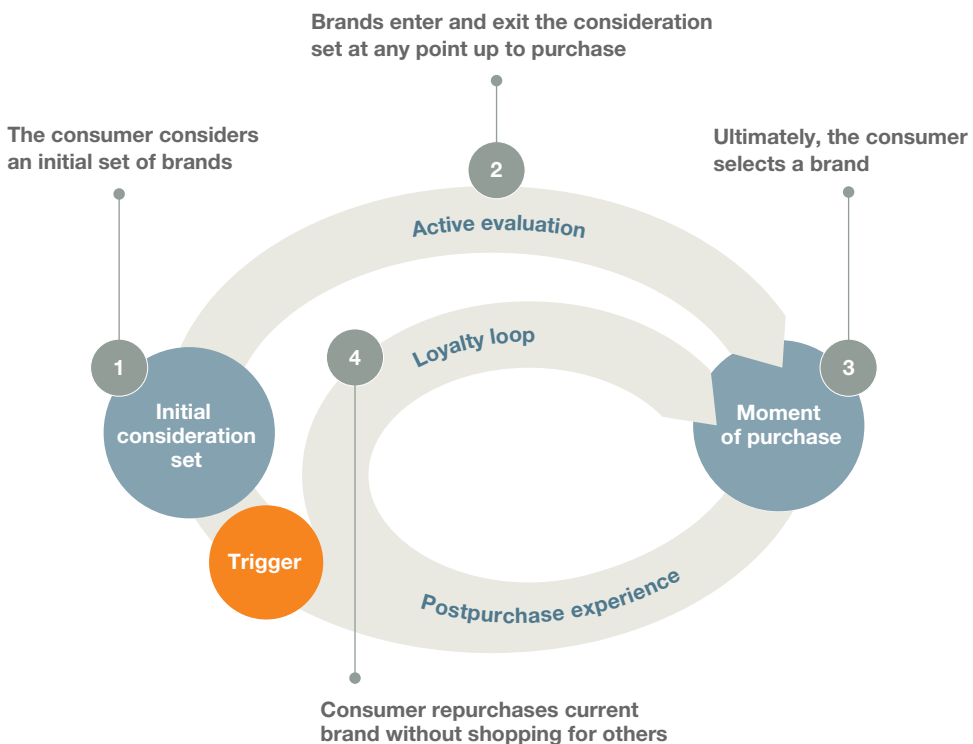 Brands enter and exit the consideration
set at any point up to purchase
The consumer considers
an initial set of brands
Ultimately, the consumer
selects a brand
2
Active evaluation
1
4
Loyalty loop
3
Initial
consideration
set
Moment
of purchase
Trigger
Postpurchase experience
Consumer repurchases current
brand without shopping for others